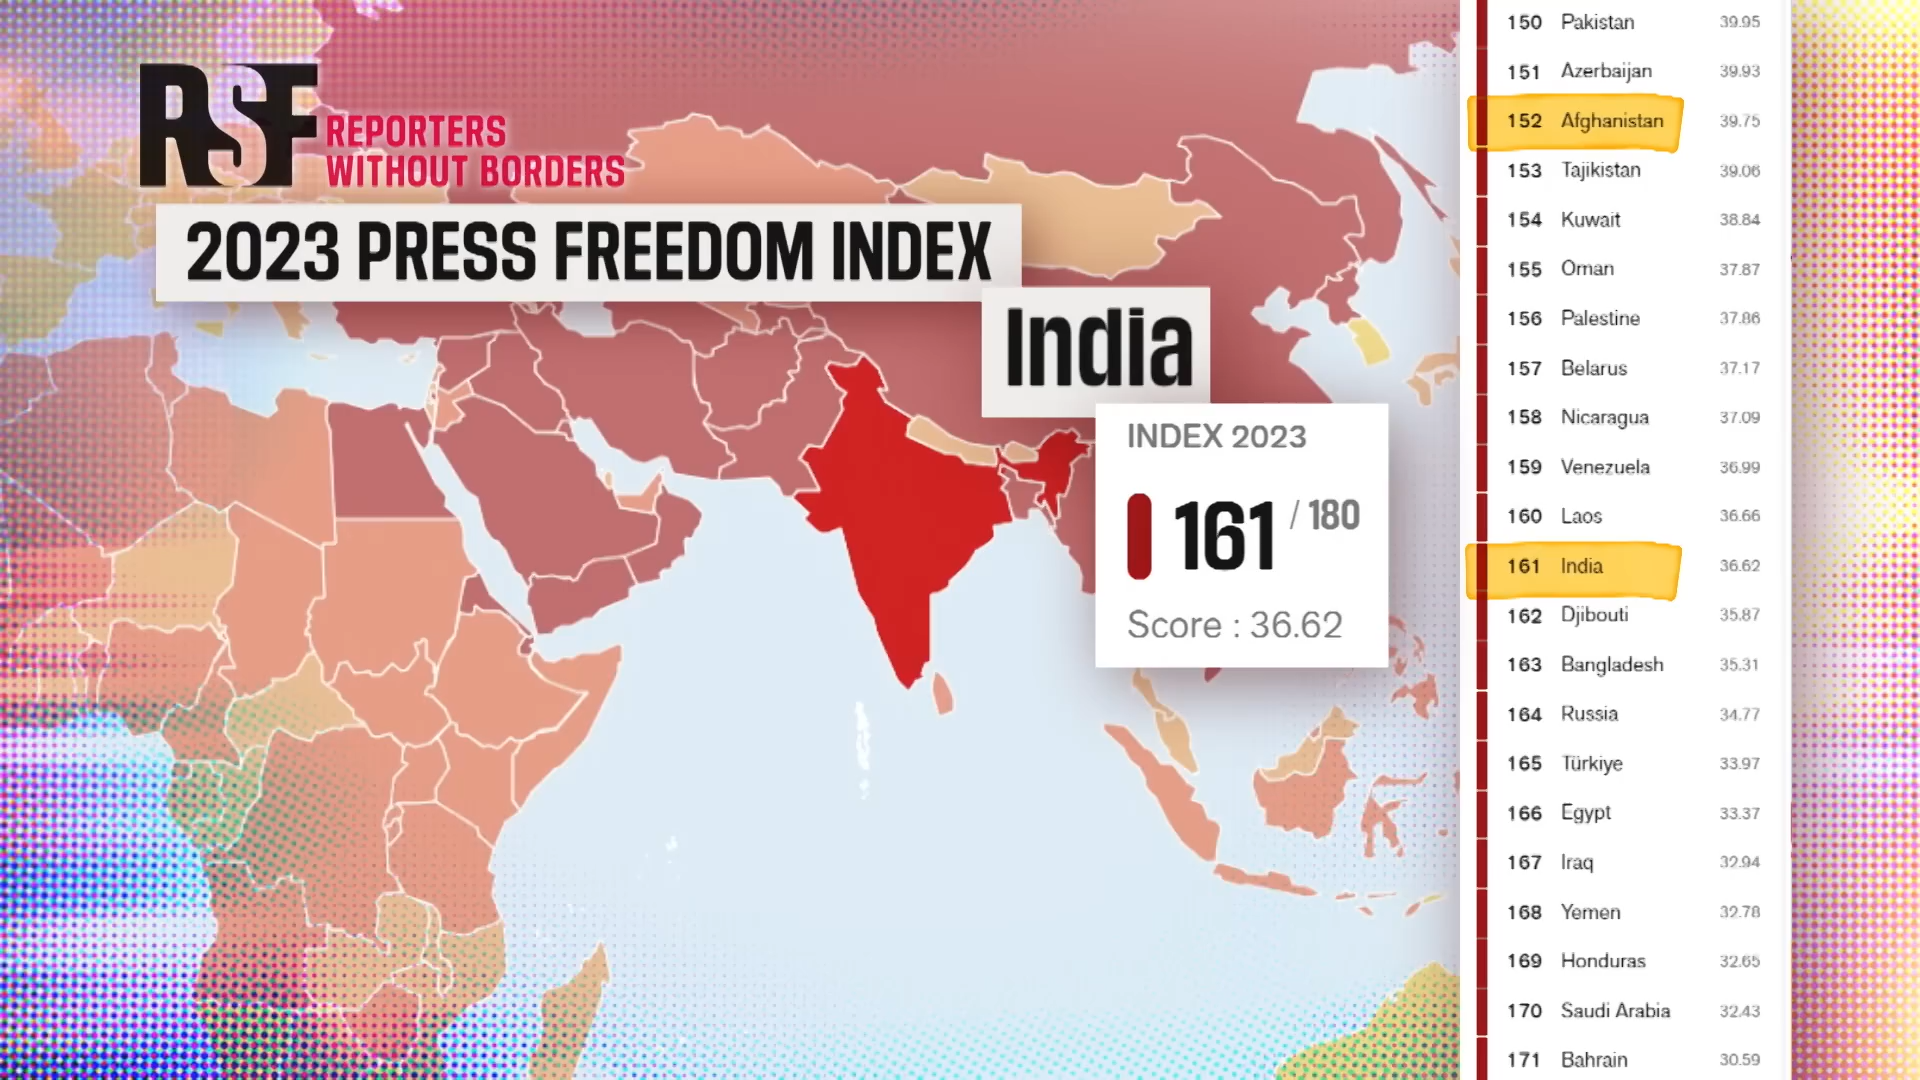 RSF
REPORTERS
WITHOUT BORDERS
2023 PRESS FREEDOM INDEX
India
INDEX 2023
161 / 180
Score : 36.62
150 Pakistan 39.95
151 Azerbaijan 39.93
152 Afghanistan 39.75
153 Tajikistan 39.06
154 Kuwait 38.84
155 Oman 37.87
156 Palestine 37.86
157 Belarus 37.17
158 Nicaragua 37.09
159 Venezuela 36.99
160 Laos 36.66
161 India 36.62
162 Djibouti 35.87
163 Bangladesh 35.31
164 Russia 34.77
165 Türkiye 33.97
166 Egypt 33.37
167 Iraq 32.94
168 Yemen 32.78
169 Honduras 32.65
170 Saudi Arabia 32.43
171 Bahrain 30.59